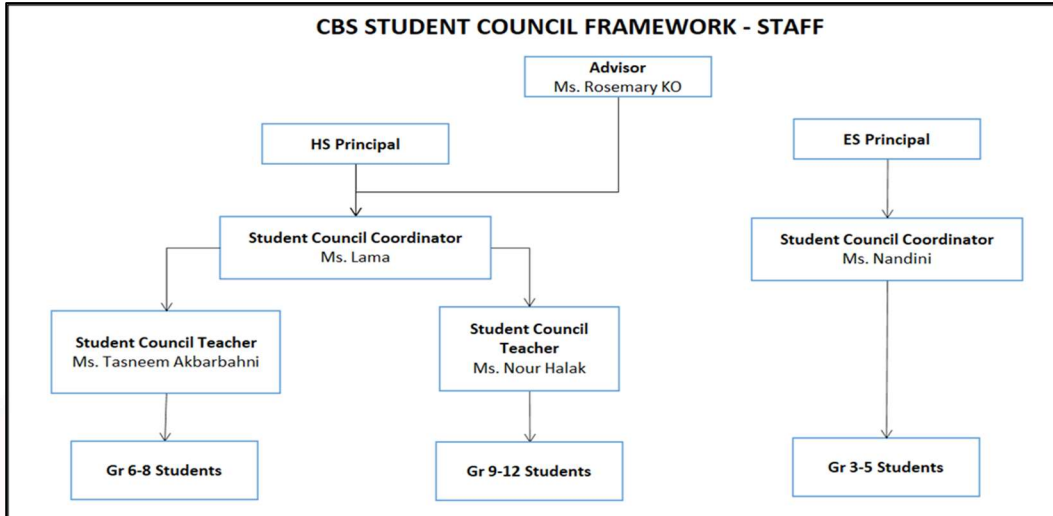 CBS STUDENT COUNCIL FRAMEWORK - STAFF
Advisor
Ms. Rosemary KO
HS Principal
ES Principal
Student Council Coordinator
Ms. Lama
Student Council Coordinator
Ms. Nandini
Student Council Teacher
Ms. Tasneem Akbarbahni
Student Council
Teacher
Ms. Nour Halak
Gr 6-8 Students
Gr 9-12 Students
Gr 3-5 Students